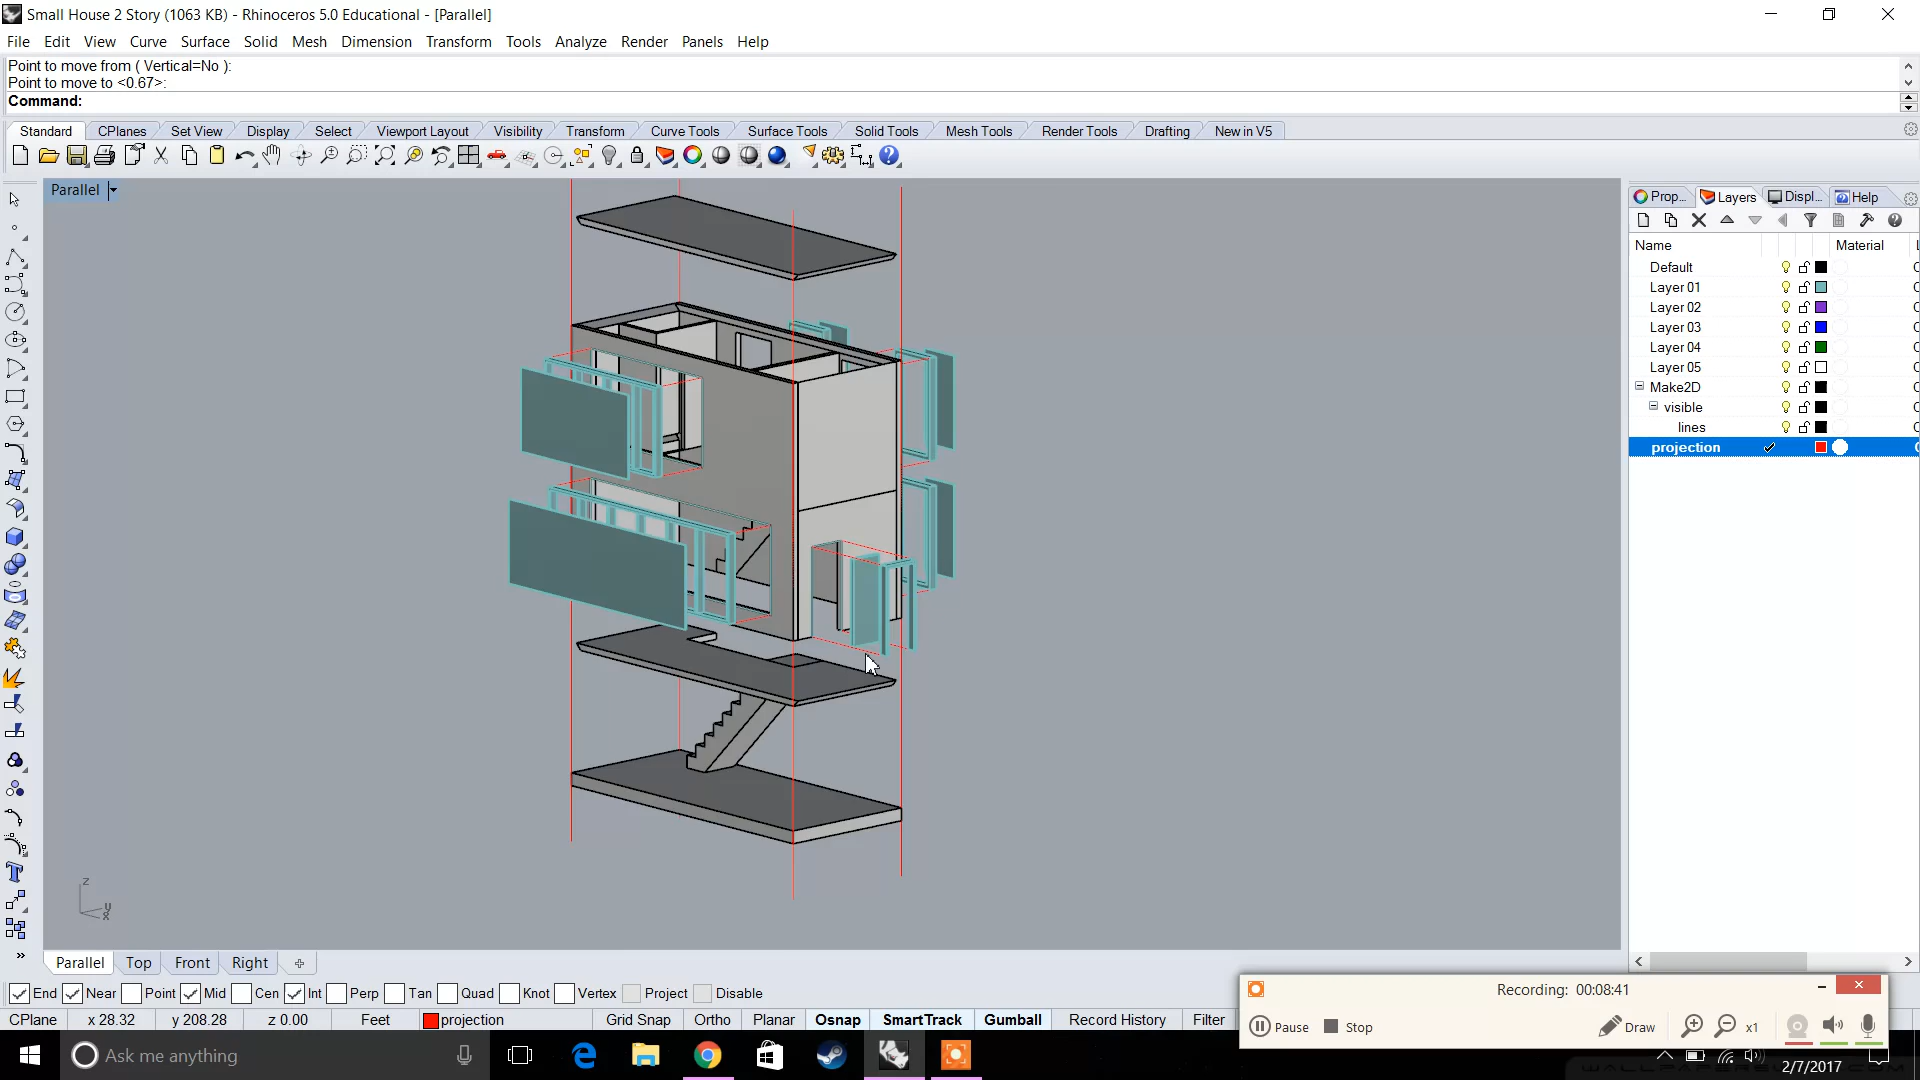 Small House 2 Story (1063 KB) - Rhinoceros 5.0 Educational - [Parallel]
File Edit View Curve Surface Solid Mesh Dimension Transform Tools Analyze Render Panels Help
Point to move from ( Vertical=No ):
Point to move to <0.67>:
Command:
Standard CPlanes Set View Display Select Viewport Layout Visibility Transform Curve Tools Surface Tools Solid Tools Mesh Tools Render Tools Drafting New in V5
Parallel
Prop... Layers Displ... Help
Name Material
Default
Layer 01
Layer 02
Layer 03
Layer 04
Layer 05
Make2D
visible
lines
projection
z
y
x
Parallel Top Front Right
End Near Point Mid Cen Int Perp Tan Quad Knot Vertex Project Disable
CPlane x 28.32 y 208.28 z 0.00 Feet projection Grid Snap Ortho Planar Osnap SmartTrack Gumball Record History Filter
Recording: 00:08:41
Pause Stop Draw x1
Ask me anything
2/7/2017